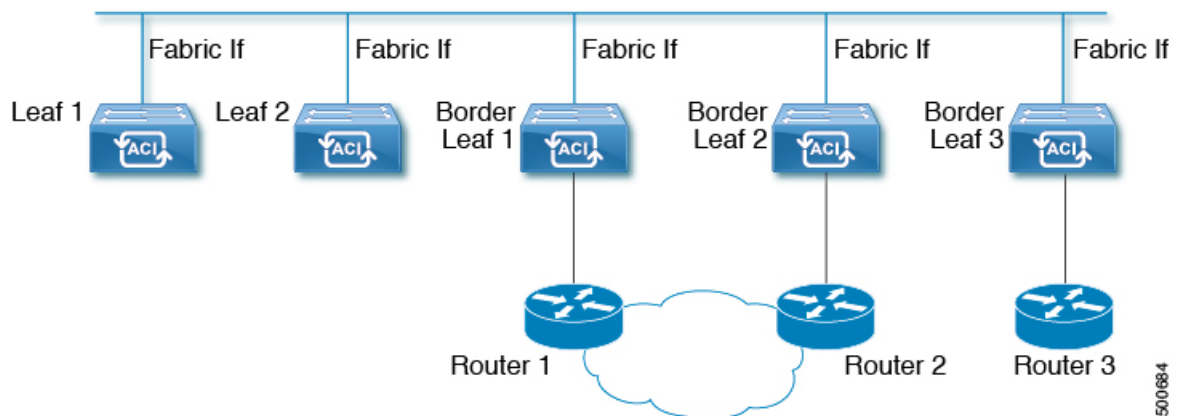 Fabric If
Fabric If
Fabric If
Fabric If
Fabric If
Leaf 1
Leaf 2
Border
Leaf 1
Border
Leaf 2
Border
Leaf 3
ACI
ACI
ACI
ACI
ACI
Router 1
Router 2
Router 3
500684